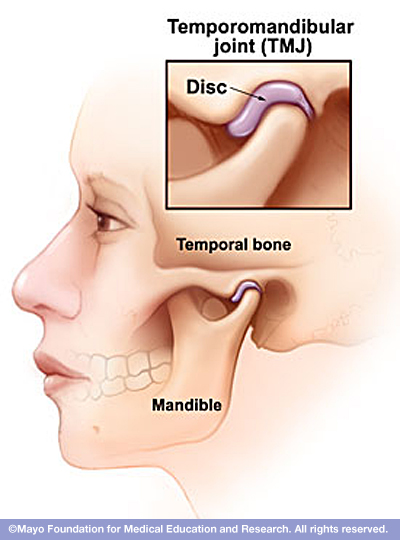 Temporomandibular
joint (TMJ)
Disc
Temporal bone
Mandible
©Mayo Foundation for Medical Education and Research. All rights reserved.